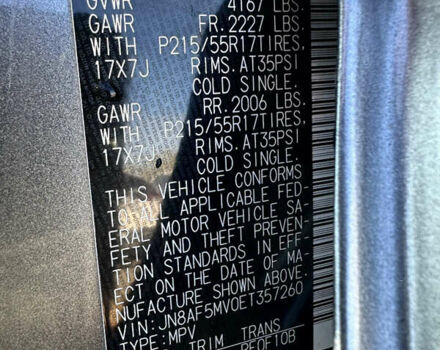 GVWR 4167 LBS.
GAWR FR. 2227 LBS.
WITH P215/55R17TIRES,
17X7J RIMS. AT35PSI
COLD SINGLE.
GAWR RR. 2006 LBS.
WITH P215/55R17TIRES,
17X7J RIMS. AT35PSI
COLD SINGLE.
THIS VEHICLE CONFORMS
TO ALL APPLICABLE FED-
ERAL MOTOR VEHICLE SA-
FETY AND THEFT PREVEN-
TION STANDARDS IN EFF-
ECT ON THE DATE OF MA-
NUFACTURE SHOWN ABOVE.
VIN:JN8AF5MV0ET357260
TYPE:MPV
TRIM TRANS